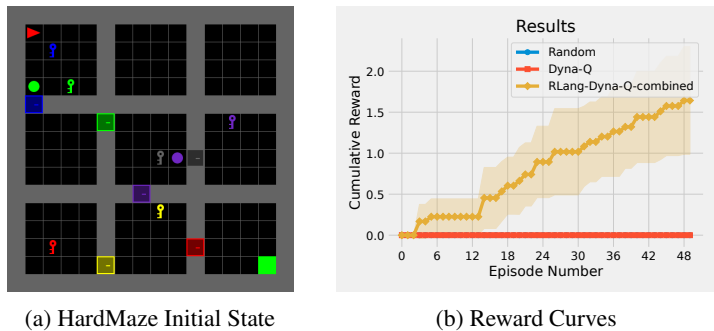 Results
Random
Dyna-Q
RLang-Dyna-Q-combined
Cumulative Reward
2.0
1.5
1.0
0.5
0.0
0 6 12 18 24 30 36 42 48
Episode Number
(a) HardMaze Initial State
(b) Reward Curves